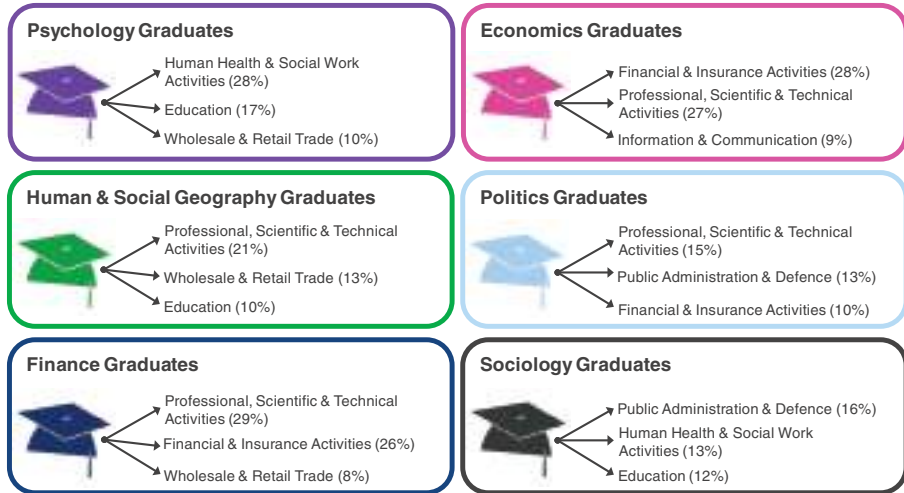 Psychology Graduates
Human Health & Social Work
Activities (28%)
Education (17%)
Wholesale & Retail Trade (10%)
Economics Graduates
Financial & Insurance Activities (28%)
Professional, Scientific & Technical
Activities (27%)
Information & Communication (9%)
Human & Social Geography Graduates
Professional, Scientific & Technical
Activities (21%)
Wholesale & Retail Trade (13%)
Education (10%)
Politics Graduates
Professional, Scientific & Technical
Activities (15%)
Public Administration & Defence (13%)
Financial & Insurance Activities (10%)
Finance Graduates
Professional, Scientific & Technical
Activities (29%)
Financial & Insurance Activities (26%)
Wholesale & Retail Trade (8%)
Sociology Graduates
Public Administration & Defence (16%)
Human Health & Social Work
Activities (13%)
Education (12%)